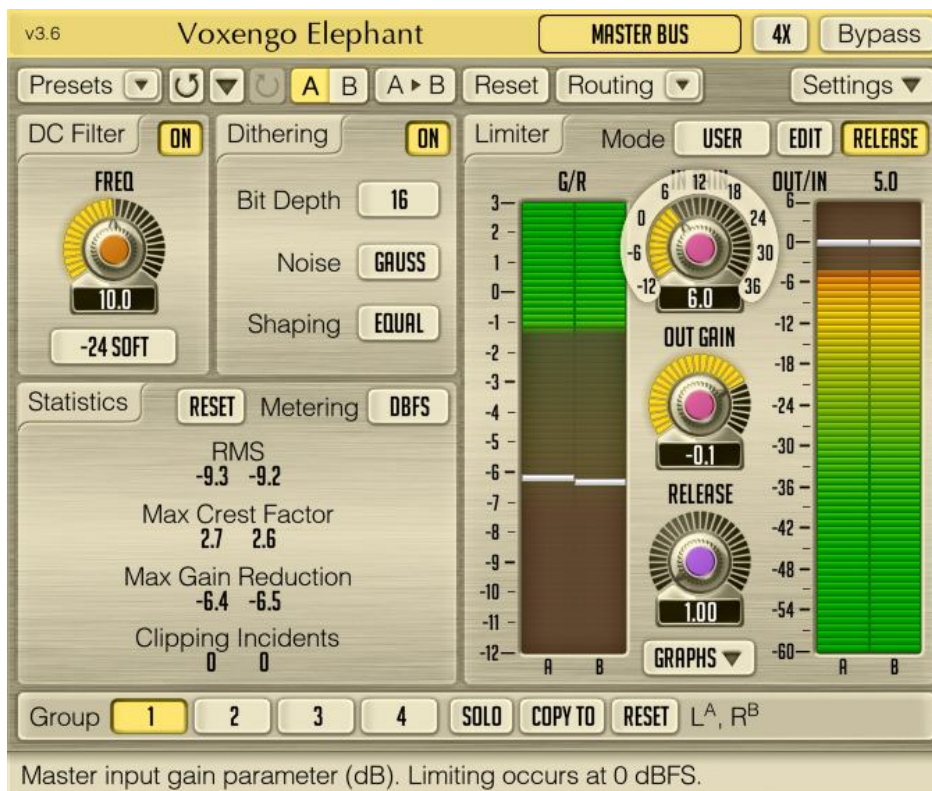 v3.6 Voxengo Elephant MASTER BUS 4X Bypass
Presets A B A ▸ B Reset Routing Settings
DC Filter ON
FREQ
10.0
-24 SOFT
Dithering ON
Bit Depth 16
Noise GAUSS
Shaping EQUAL
Statistics RESET Metering DBFS
RMS
-9.3 -9.2
Max Crest Factor
2.7 2.6
Max Gain Reduction
-6.4 -6.5
Clipping Incidents
0 0
Limiter Mode USER EDIT RELEASE
G/R
3
2
1
0
-1
-2
-3
-4
-5
-6
-7
-8
-9
-10
-11
-12
A B
-12 -6 0 6 12 18 24 30 36
6.0
OUT GAIN
-0.1
RELEASE
1.00
GRAPHS
OUT/IN 5.0
6
0
-6
-12
-18
-24
-30
-36
-42
-48
-54
-60
A B
Group 1 2 3 4 SOLO COPY TO RESET Lᴬ, Rᴮ
Master input gain parameter (dB). Limiting occurs at 0 dBFS.